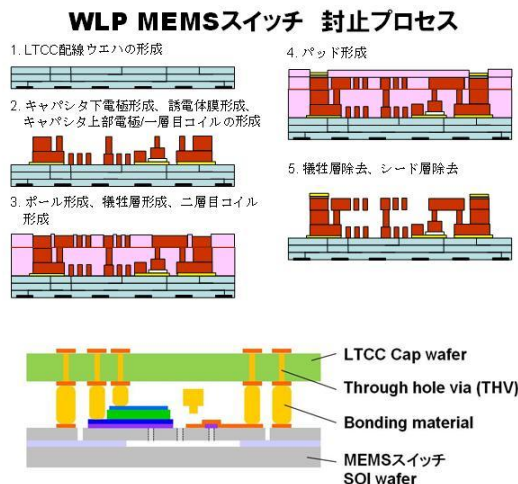 WLP MEMSスイッチ 封止プロセス
1. LTCC配線ウエハの形成
2. キャパシタ下電極形成、誘電体膜形成、
キャパシタ上部電極/一層目コイルの形成
3. ポール形成、犠牲層形成、二層目コイル
形成
4. パッド形成
5. 犠牲層除去、シード層除去
LTCC Cap wafer
Through hole via (THV)
Bonding material
MEMSスイッチ
SOI wafer